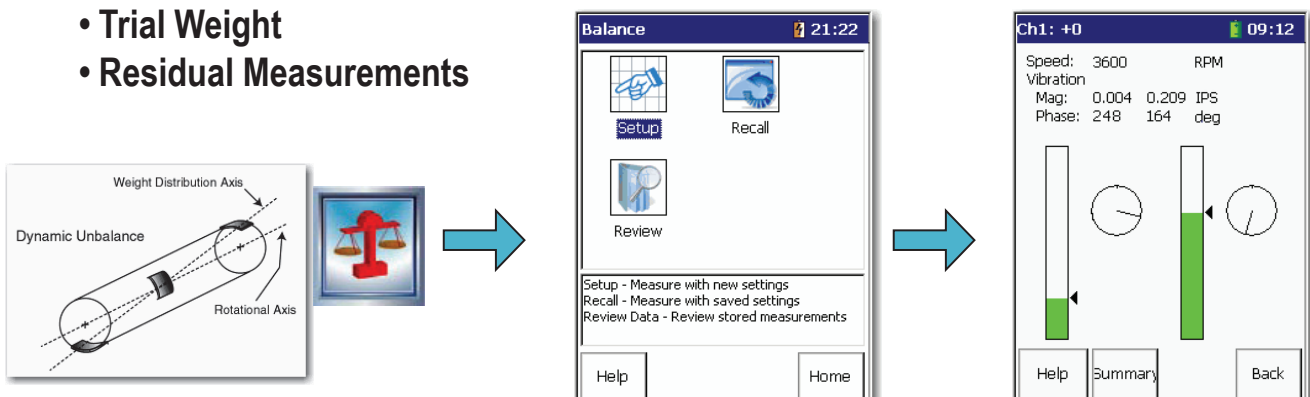 • Trial Weight
• Residual Measurements
Weight Distribution Axis
Dynamic Unbalance
Rotational Axis
Balance 21:22
Setup Recall
Review
Setup - Measure with new settings
Recall - Measure with saved settings
Review Data - Review stored measurements
Help Home
Ch1: +0 09:12
Speed: 3600 RPM
Vibration
Mag: 0.004 0.209 IPS
Phase: 248 164 deg
Help Summary Back